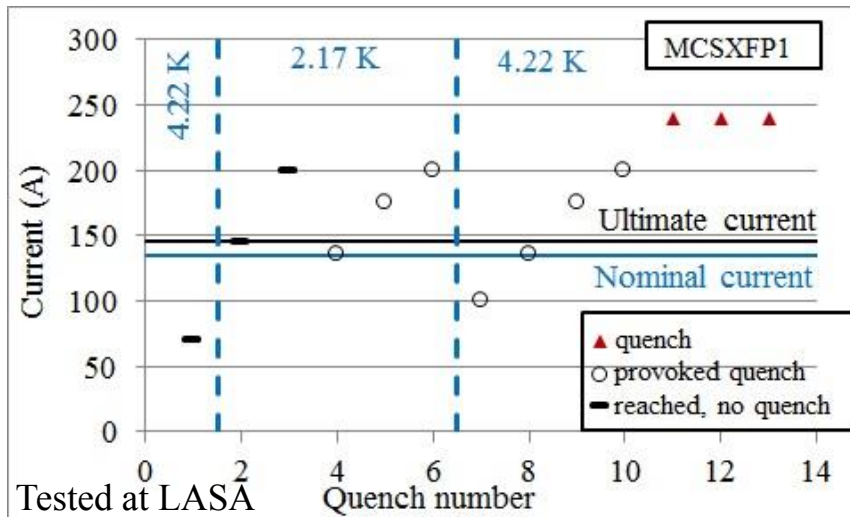 MCSXFP1
300
250
200
150
100
50
0
Current (A)
4.22 K
2.17 K
4.22 K
Ultimate current
Nominal current
quench
provoked quench
reached, no quench
0 2 4 6 8 10 12 14
Quench number
Tested at LASA